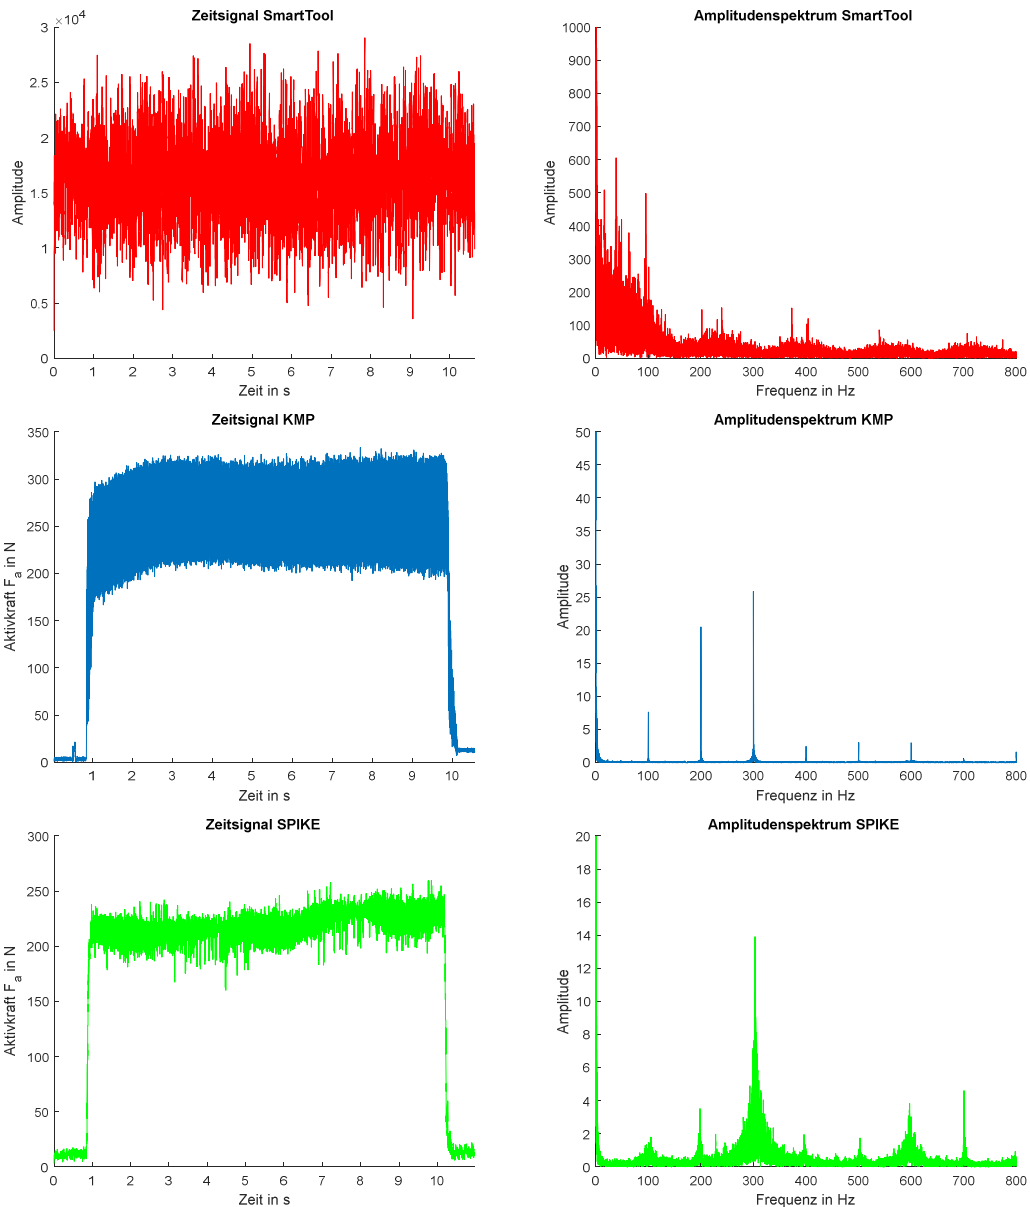 Zeitsignal SmartTool
×10⁴
3
2.5
2
1.5
1
0.5
0
Amplitude
0 1 2 3 4 5 6 7 8 9 10
Zeit in s
Amplitudenspektrum SmartTool
1000
900
800
700
600
500
400
300
200
100
0
Amplitude
0 100 200 300 400 500 600 700 800
Frequenz in Hz
Zeitsignal KMP
350
300
250
200
150
100
50
0
Aktivkraft Fₐ in N
1 2 3 4 5 6 7 8 9 10
Zeit in s
Amplitudenspektrum KMP
50
45
40
35
30
25
20
15
10
5
0
Amplitude
0 100 200 300 400 500 600 700 800
Frequenz in Hz
Zeitsignal SPIKE
300
250
200
150
100
50
0
Aktivkraft Fₐ in N
0 1 2 3 4 5 6 7 8 9 10
Zeit in s
Amplitudenspektrum SPIKE
20
18
16
14
12
10
8
6
4
2
0
Amplitude
0 100 200 300 400 500 600 700 800
Frequenz in Hz